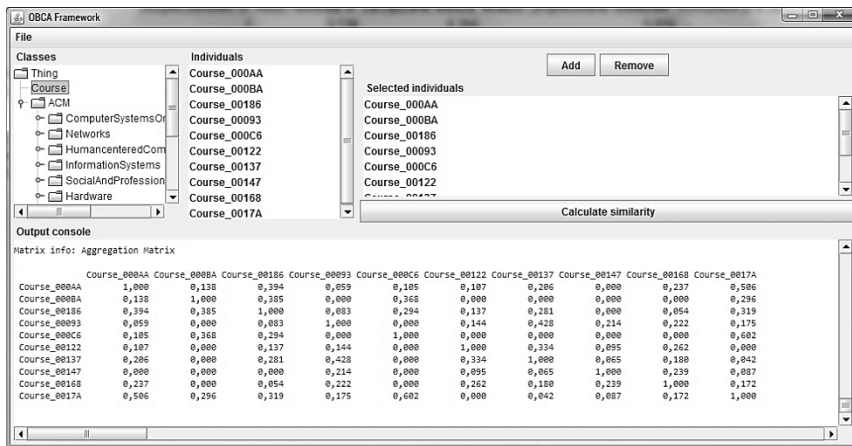 OBCA Framework
File
Classes
Thing
Course
ACM
ComputerSystemsOr
Networks
HumancenteredCom
InformationSystems
SocialAndProfession
Hardware
Individuals
Course_000AA
Course_000BA
Course_00186
Course_00093
Course_000C6
Course_00122
Course_00137
Course_00147
Course_00168
Course_0017A
Add Remove
Selected individuals
Course_000AA
Course_000BA
Course_00186
Course_00093
Course_000C6
Course_00122
Calculate similarity
Output console
Matrix info: Aggregation Matrix
Course_000AA Course_000BA Course_00186 Course_00093 Course_000C6 Course_00122 Course_00137 Course_00147 Course_00168 Course_0017A
Course_000AA 1,000 0,138 0,394 0,059 0,105 0,107 0,206 0,000 0,237 0,506
Course_000BA 0,138 1,000 0,385 0,000 0,368 0,000 0,000 0,000 0,000 0,296
Course_00186 0,394 0,385 1,000 0,083 0,294 0,137 0,281 0,000 0,054 0,319
Course_00093 0,059 0,000 0,083 1,000 0,000 0,144 0,428 0,214 0,222 0,175
Course_000C6 0,105 0,368 0,294 0,000 1,000 0,000 0,000 0,000 0,000 0,602
Course_00122 0,107 0,000 0,137 0,144 0,000 1,000 0,334 0,095 0,262 0,000
Course_00137 0,206 0,000 0,281 0,428 0,000 0,334 1,000 0,065 0,180 0,042
Course_00147 0,000 0,000 0,000 0,214 0,000 0,095 0,065 1,000 0,239 0,087
Course_00168 0,237 0,000 0,054 0,222 0,000 0,262 0,180 0,239 1,000 0,172
Course_0017A 0,506 0,296 0,319 0,175 0,602 0,000 0,042 0,087 0,172 1,000